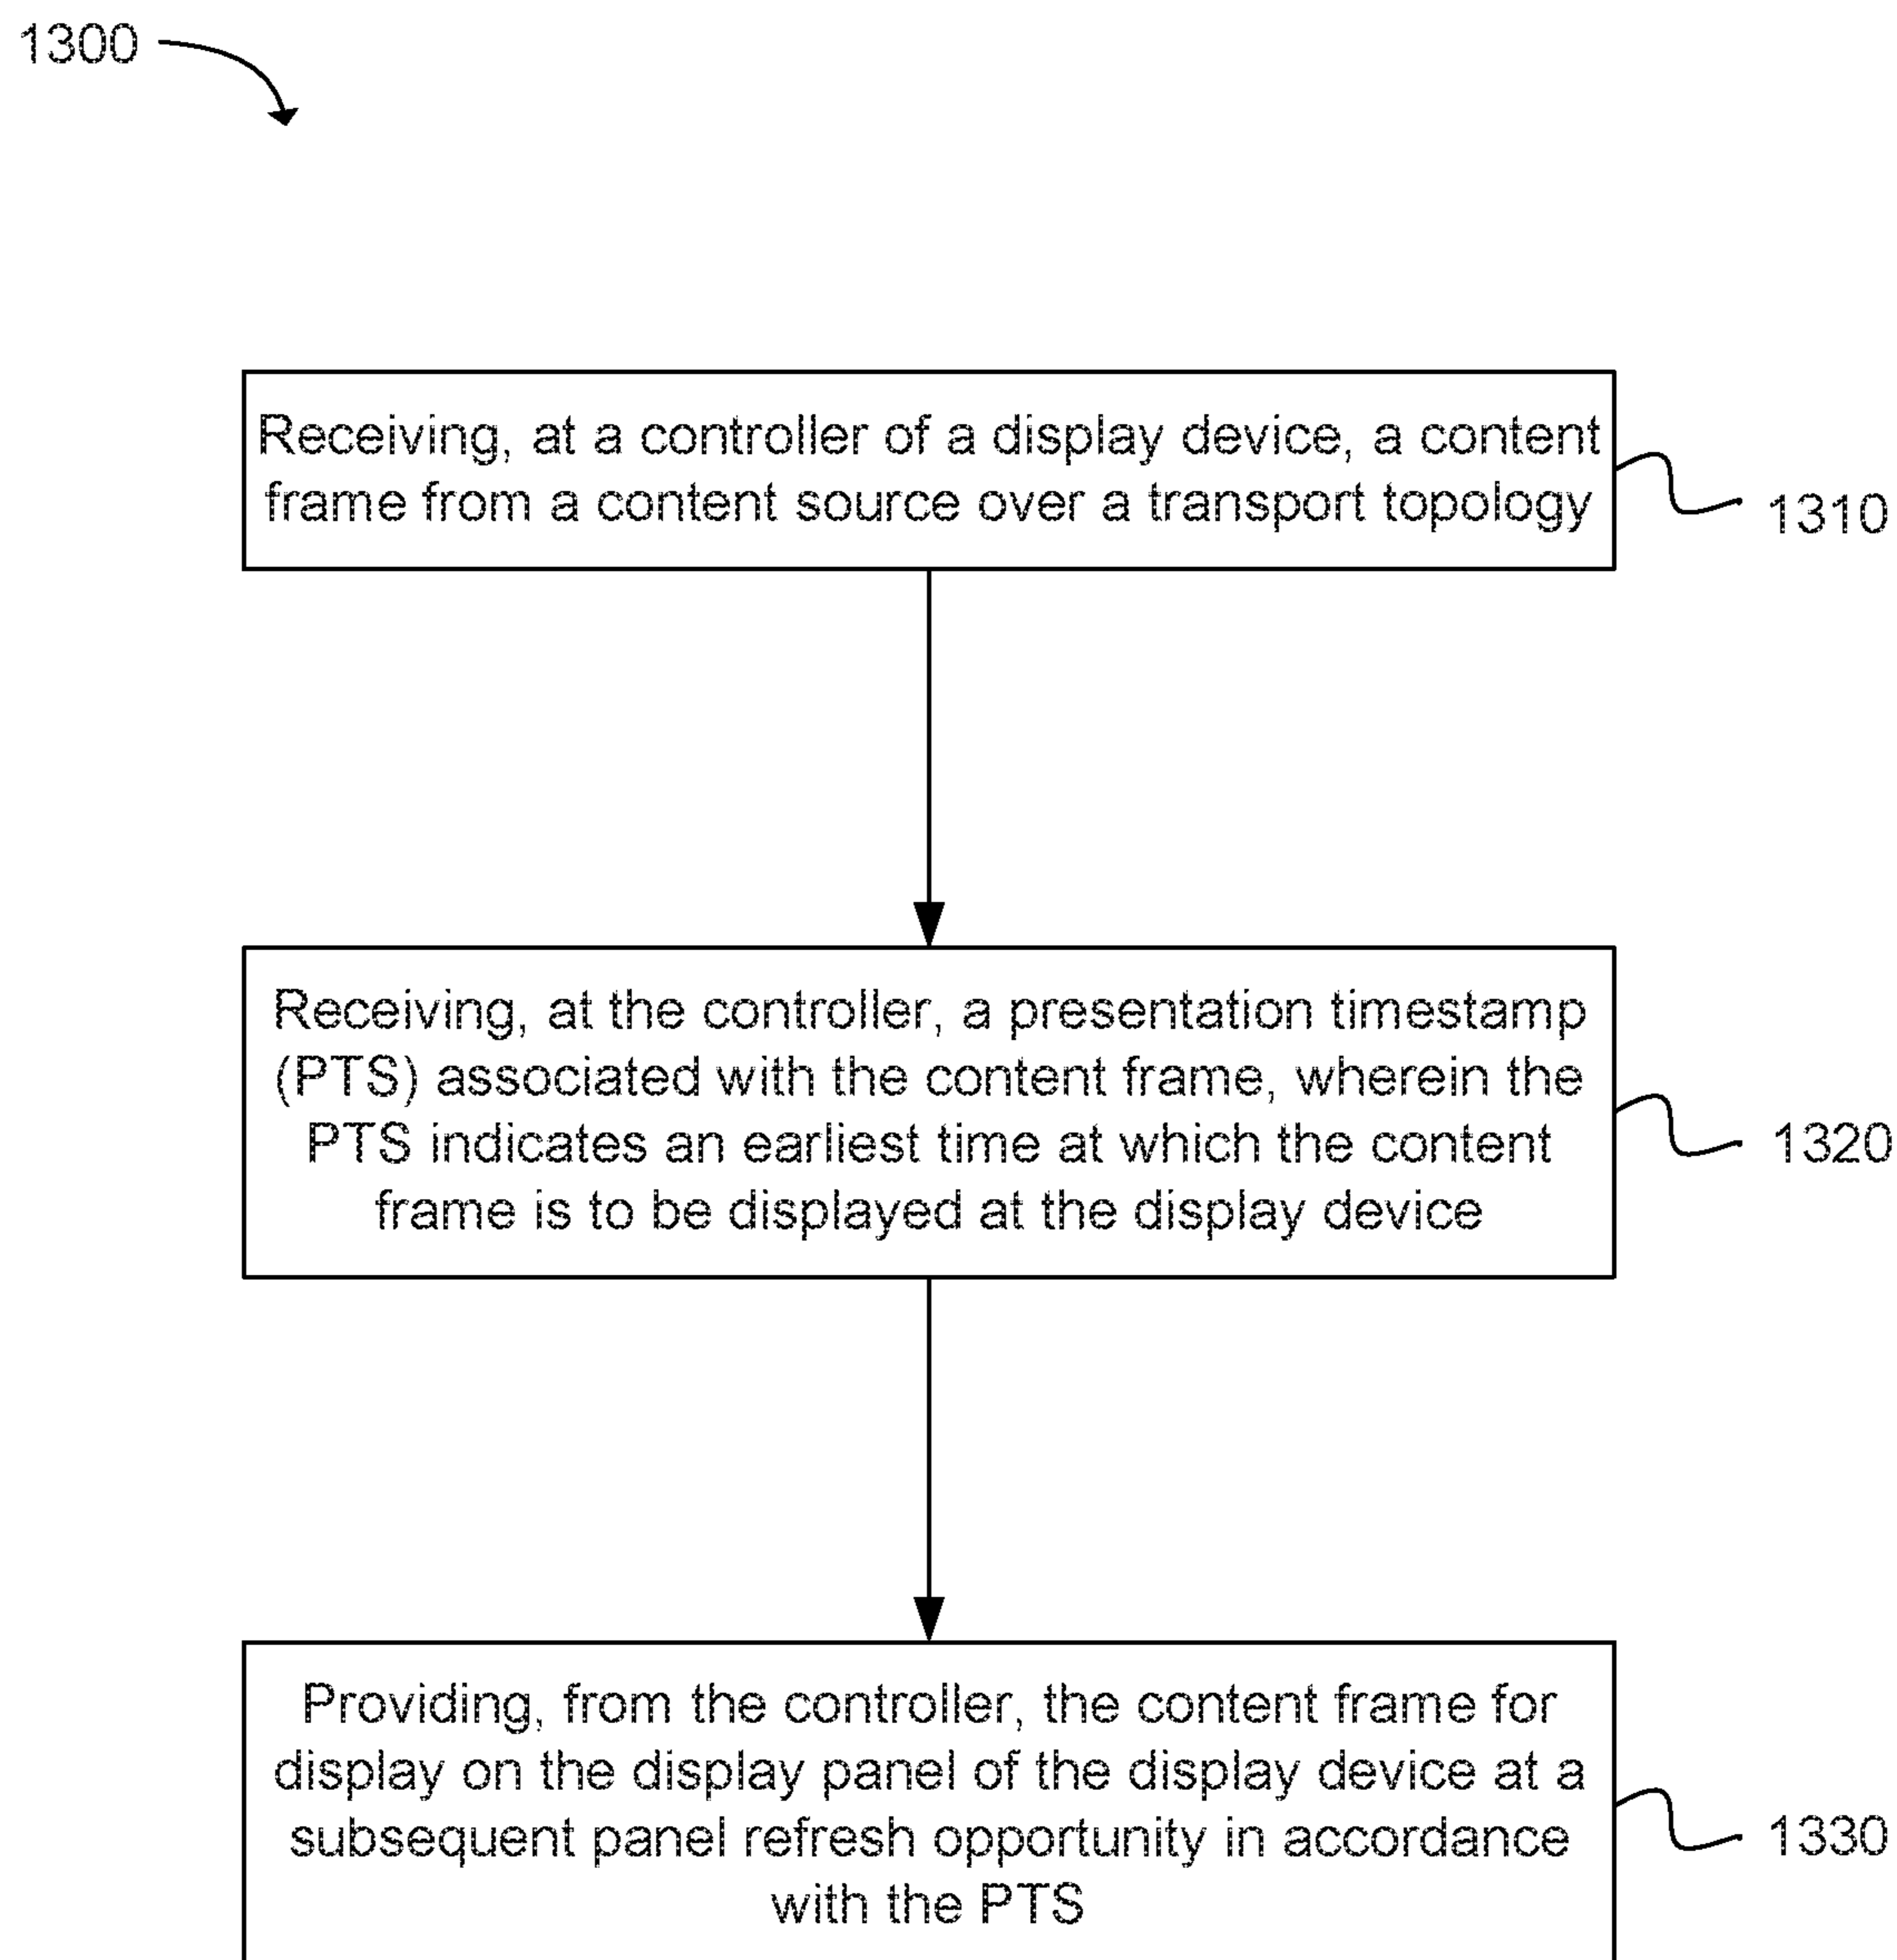 1300
Receiving, at a controller of a display device, a content
frame from a content source over a transport topology
1310
Receiving, at the controller, a presentation timestamp
(PTS) associated with the content frame, wherein the
PTS indicates an earliest time at which the content
frame is to be displayed at the display device
1320
Providing, from the controller, the content frame for
display on the display panel of the display device at a
subsequent panel refresh opportunity in accordance
with the PTS
1330